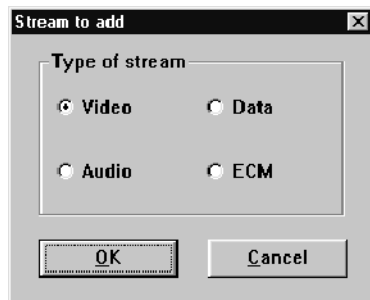 Stream to add
Type of stream
Video Data
Audio ECM
OK Cancel